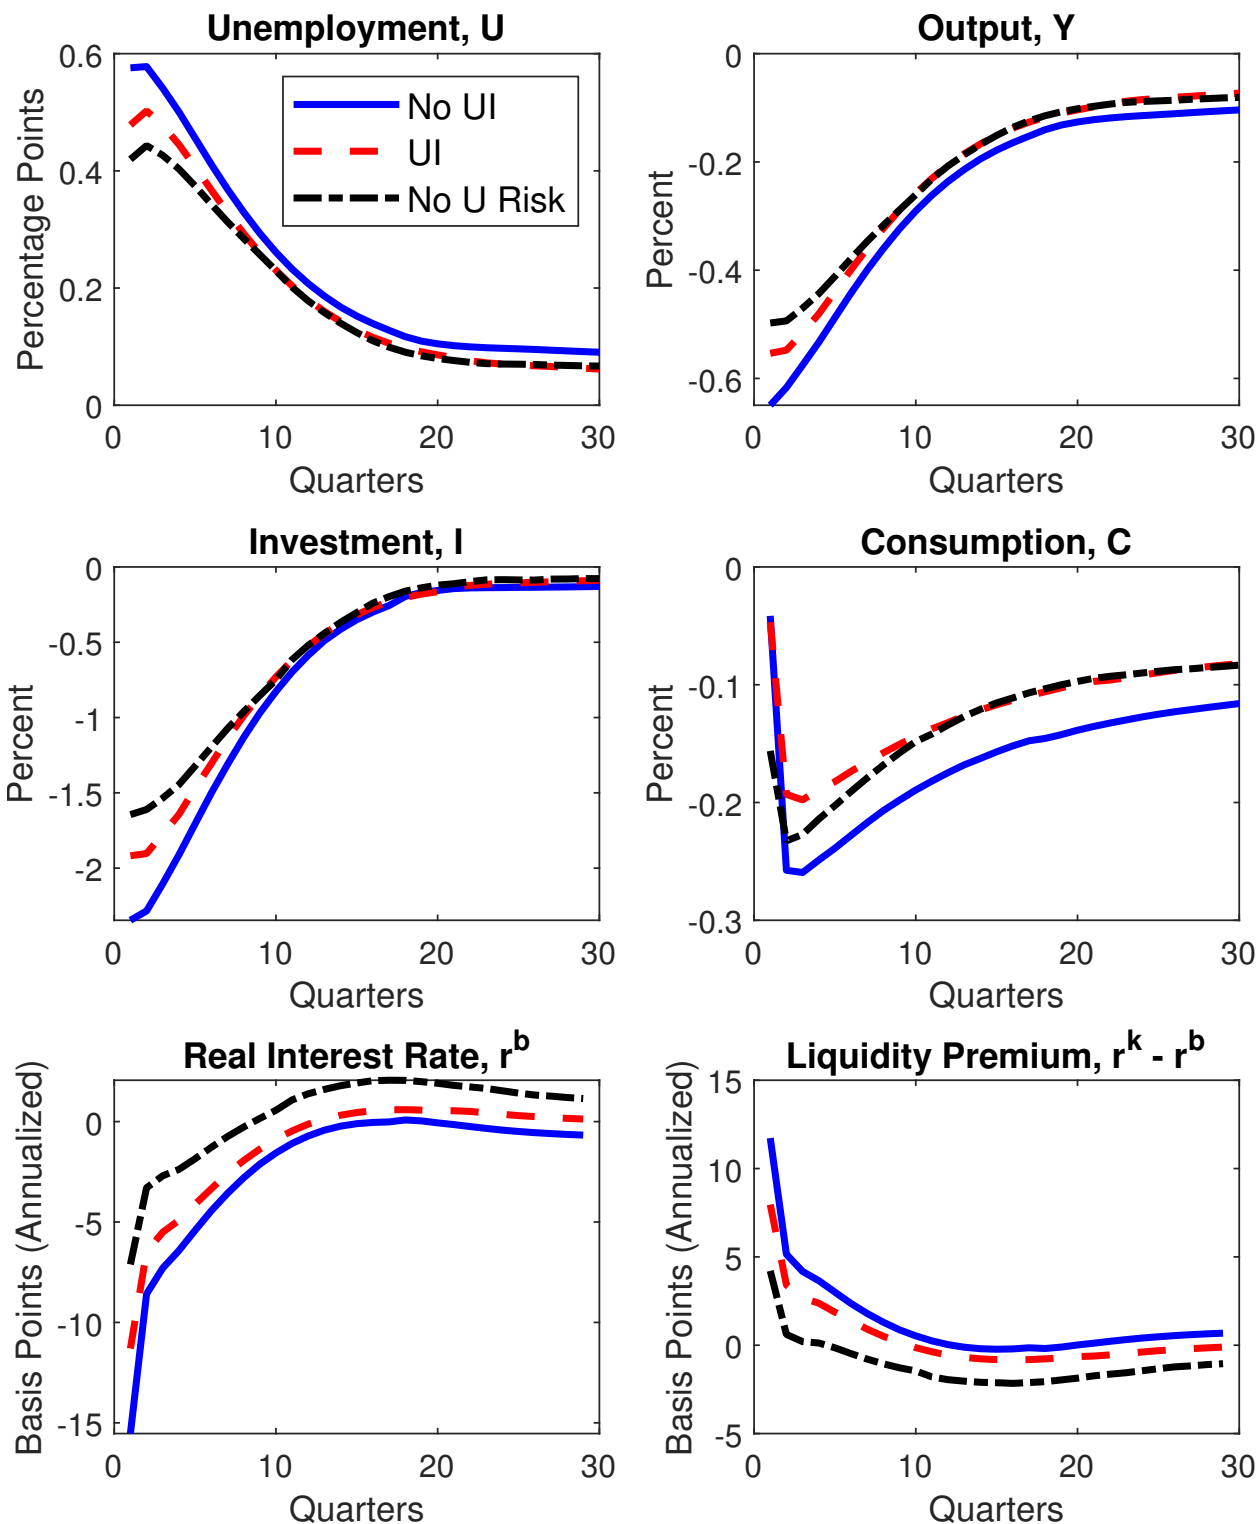 Unemployment, U
Percentage Points
0.6
0.4
0.2
0
No UI
UI
No U Risk
0
10
20
30
Quarters
Output, Y
Percent
0
-0.2
-0.4
-0.6
0
10
20
30
Quarters
Investment, I
Percent
0
-0.5
-1
-1.5
-2
0
10
20
30
Quarters
Consumption, C
Percent
0
-0.1
-0.2
-0.3
0
10
20
30
Quarters
Real Interest Rate, r^b
Basis Points (Annualized)
0
-5
-10
-15
0
10
20
30
Quarters
Liquidity Premium, r^k - r^b
Basis Points (Annualized)
15
10
5
0
-5
0
10
20
30
Quarters